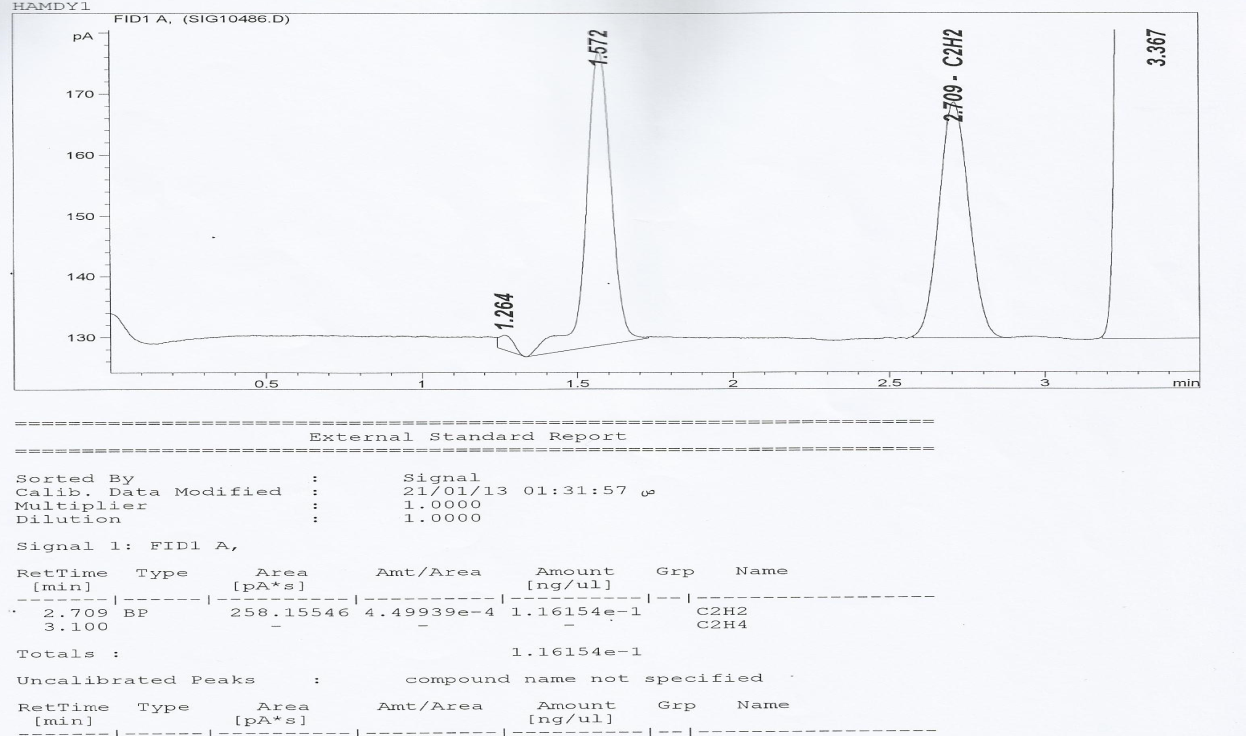 HAMDY1
FID1 A, (SIG10486.D)
pA
170
160
150
140
130
1.264
1.572
2.709 - C2H2
3.367
0.5 1 1.5 2 2.5 3 min
==================================================================
External Standard Report
==================================================================
Sorted By : Signal
Calib. Data Modified : 21/01/13 01:31:57 ص
Multiplier : 1.0000
Dilution : 1.0000
Signal 1: FID1 A,
RetTime Type Area Amt/Area Amount Grp Name
[min] [pA*s] [ng/ul]
-------|------|----------|----------|----------|--|------------------
2.709 BP 258.15546 4.49939e-4 1.16154e-1 C2H2
3.100 - - - C2H4
Totals : 1.16154e-1
Uncalibrated Peaks : compound name not specified
RetTime Type Area Amt/Area Amount Grp Name
[min] [pA*s] [ng/ul]
-------|------|----------|----------|----------|--|------------------